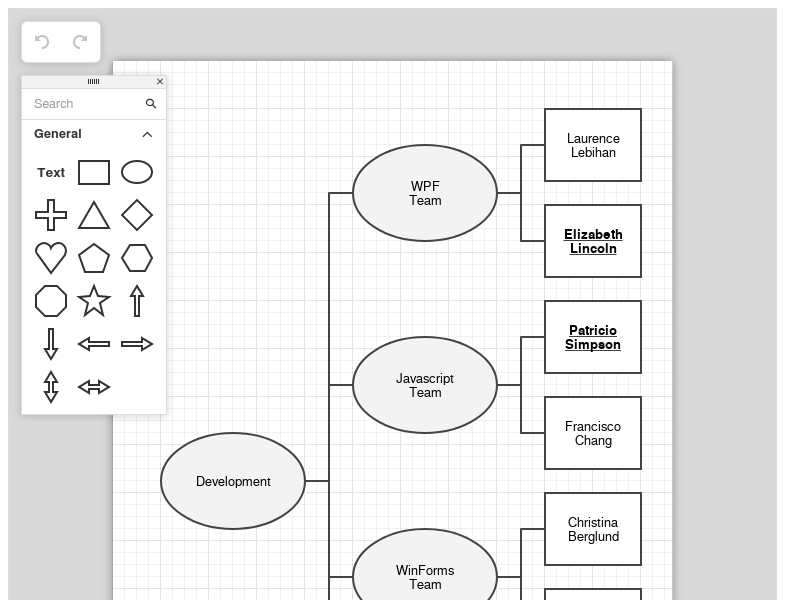 Search
General
Text
WPF
Team
Laurence
Lebihan
Elizabeth
Lincoln
Javascript
Team
Patricio
Simpson
Francisco
Chang
Development
WinForms
Team
Christina
Berglund